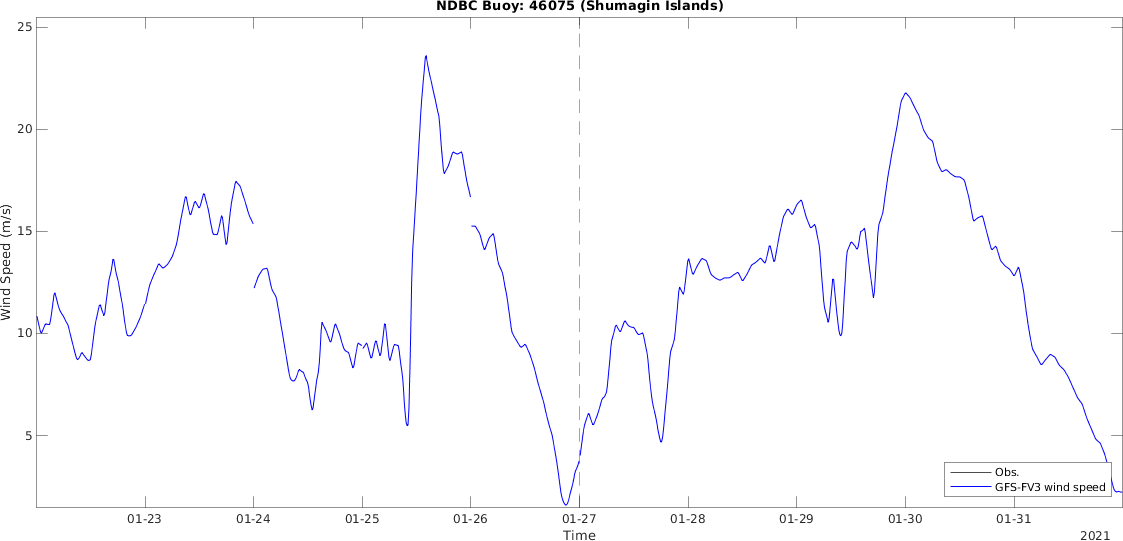 NDBC Buoy: 46075 (Shumagin Islands)
25
20
15
10
5
Wind Speed (m/s)
01-23 01-24 01-25 01-26 01-27 01-28 01-29 01-30 01-31
Time
2021
Obs.
GFS-FV3 wind speed